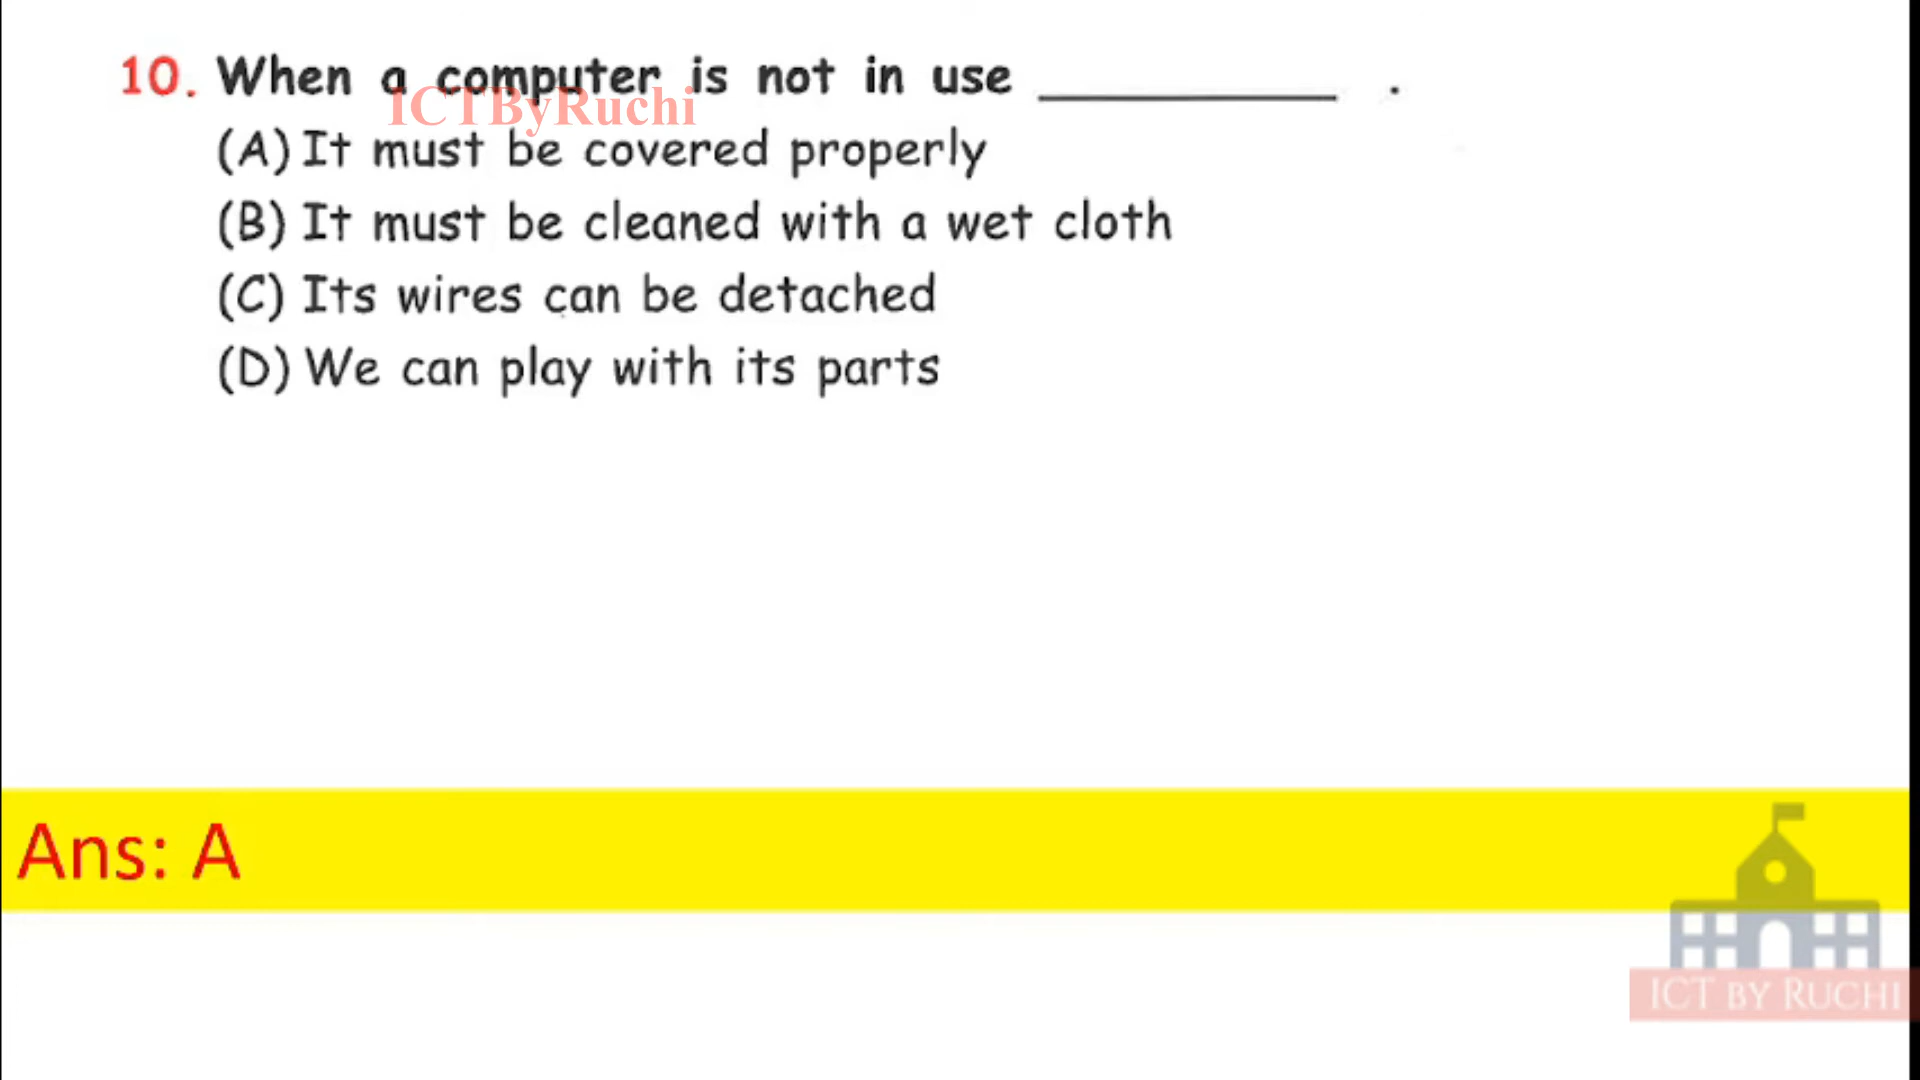 10. When a computer is not in use ___________ .
ICTByRuchi
(A) It must be covered properly
(B) It must be cleaned with a wet cloth
(C) Its wires can be detached
(D) We can play with its parts
Ans: A
ICT BY RUCHI